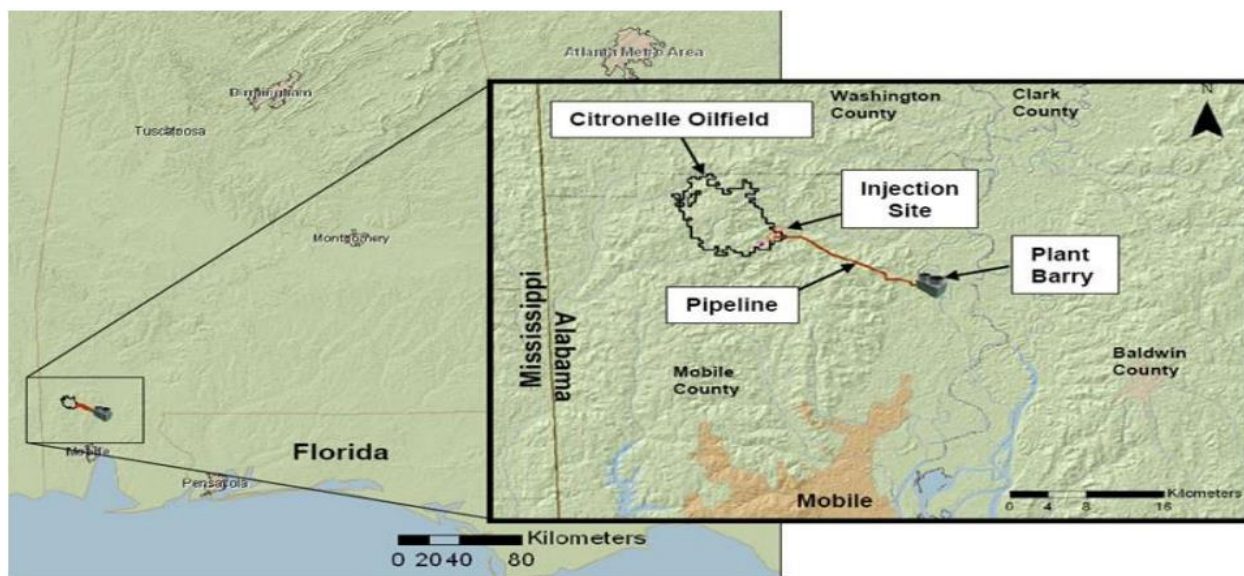 Atlanta Metro Area
Birmingham
Tuscaloosa
Montgomery
Mobile
Pensacola
Florida
Kilometers
0 20 40 80
Washington
County
Clark
County
N
Citronelle Oilfield
Injection
Site
Plant
Barry
Pipeline
Mississippi
Alabama
Mobile
County
Baldwin
County
Mobile
Kilometers
0 4 8 16